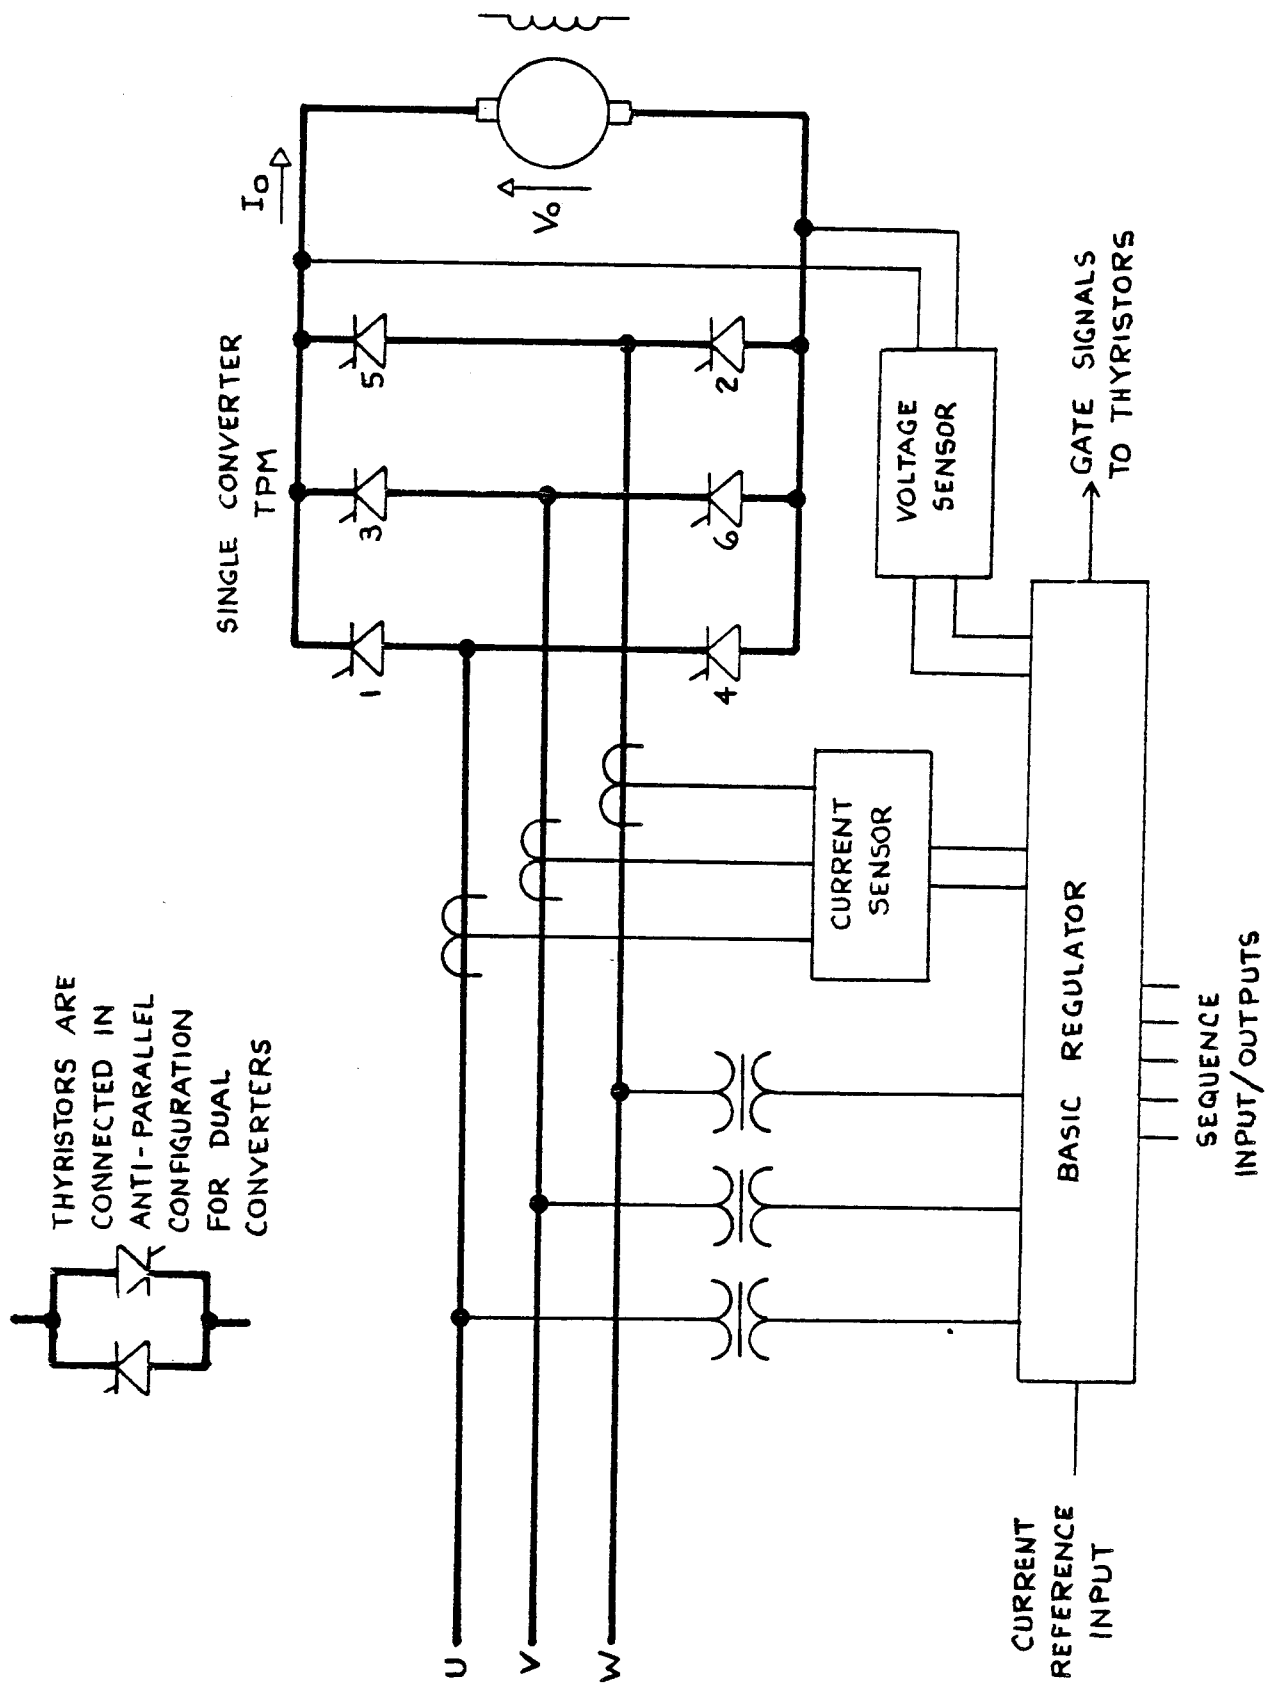 THYRISTORS ARE
CONNECTED IN
ANTI-PARALLEL
CONFIGURATION
FOR DUAL
CONVERTERS
SINGLE CONVERTER
TPM
I₀
V₀
1
3
5
4
6
2
U
V
W
CURRENT
SENSOR
VOLTAGE
SENSOR
BASIC REGULATOR
CURRENT
REFERENCE
INPUT
SEQUENCE
INPUT/OUTPUTS
GATE SIGNALS
TO THYRISTORS